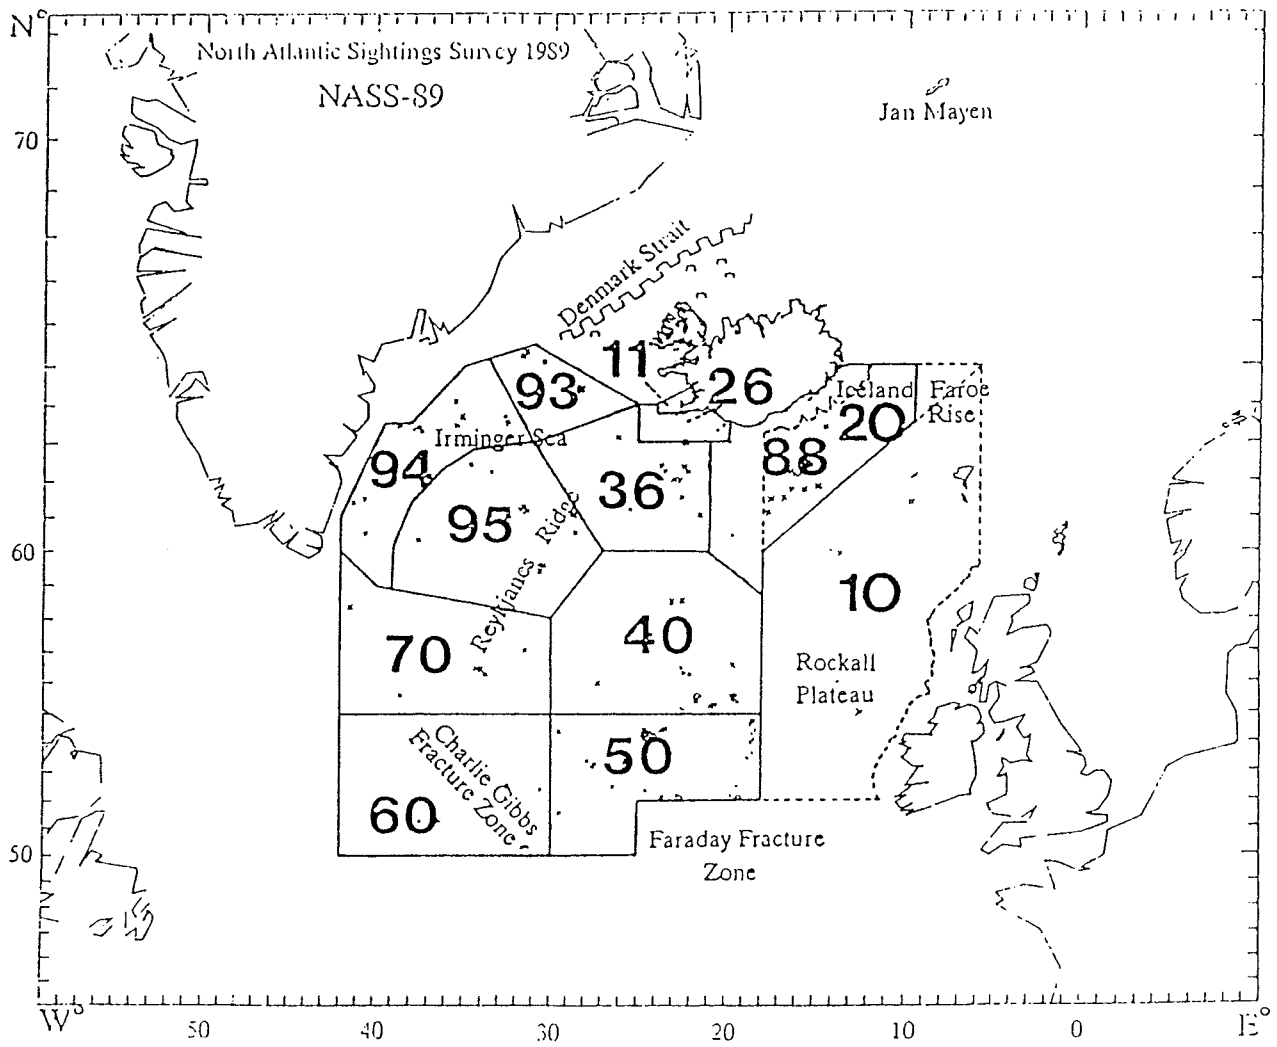 N°
North Atlantic Sightings Survey 1989
NASS-89
Jan Mayen
70
Denmark Strait
11
93
26
Iceland Faroe
Rise
20
Irminger Sea
94
88
36
95
Reykjanes Ridge
60
10
40
70
Rockall
Plateau
Charlie Gibbs
Fracture Zone
50
60
Faraday Fracture
Zone
50
W°
50
40
30
20
10
0
E°